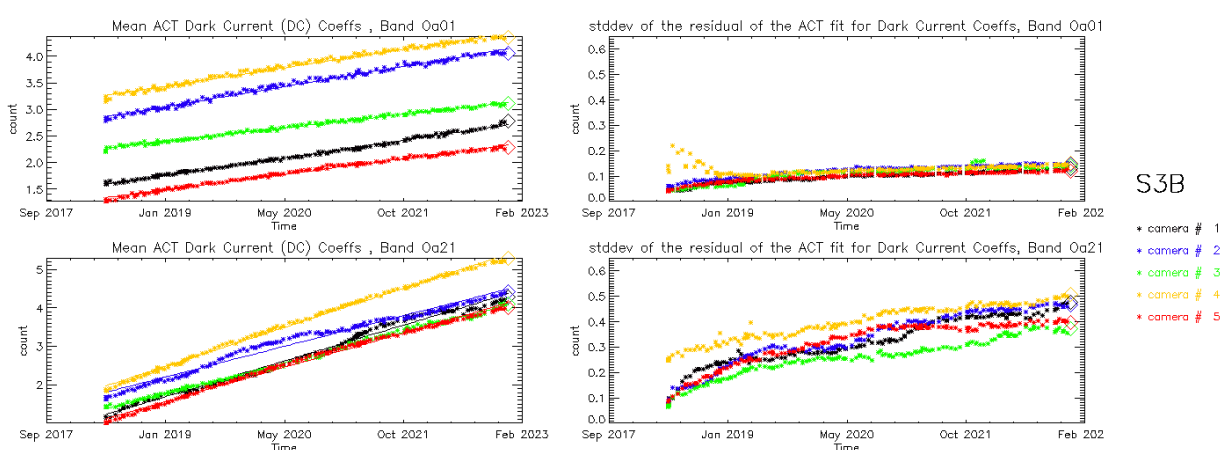 Mean ACT Dark Current (DC) Coeffs , Band Oa01
count
4.0
3.5
3.0
2.5
2.0
1.5
Sep 2017
Jan 2019
May 2020
Oct 2021
Feb 2023
Time
stddev of the residual of the ACT fit for Dark Current Coeffs, Band Oa01
count
0.6
0.5
0.4
0.3
0.2
0.1
0.0
Sep 2017
Jan 2019
May 2020
Oct 2021
Feb 202
Time
Mean ACT Dark Current (DC) Coeffs , Band Oa21
count
5
4
3
2
Sep 2017
Jan 2019
May 2020
Oct 2021
Feb 2023
Time
stddev of the residual of the ACT fit for Dark Current Coeffs, Band Oa21
count
0.6
0.5
0.4
0.3
0.2
0.1
0.0
Sep 2017
Jan 2019
May 2020
Oct 2021
Feb 202
Time
S3B
camera # 1
camera # 2
camera # 3
camera # 4
camera # 5